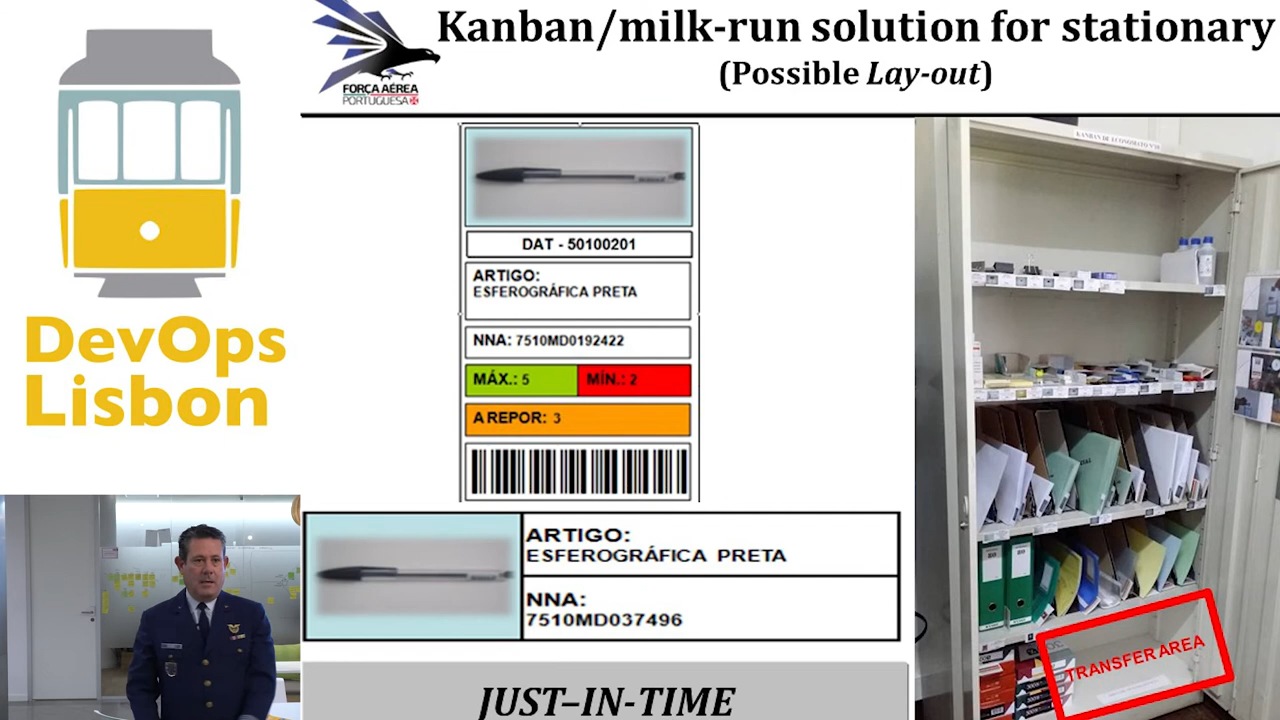 DevOps
Lisbon
FORÇA AÉREA
PORTUGUESA
Kanban/milk-run solution for stationary
(Possible Lay-out)
DAT - 50100201
ARTIGO:
ESFEROGRÁFICA PRETA
NNA: 7510MD0192422
MÁX.: 5
MÍN.: 2
A REPOR: 3
ARTIGO:
ESFEROGRÁFICA PRETA
NNA:
7510MD037496
JUST–IN-TIME
TRANSFER AREA